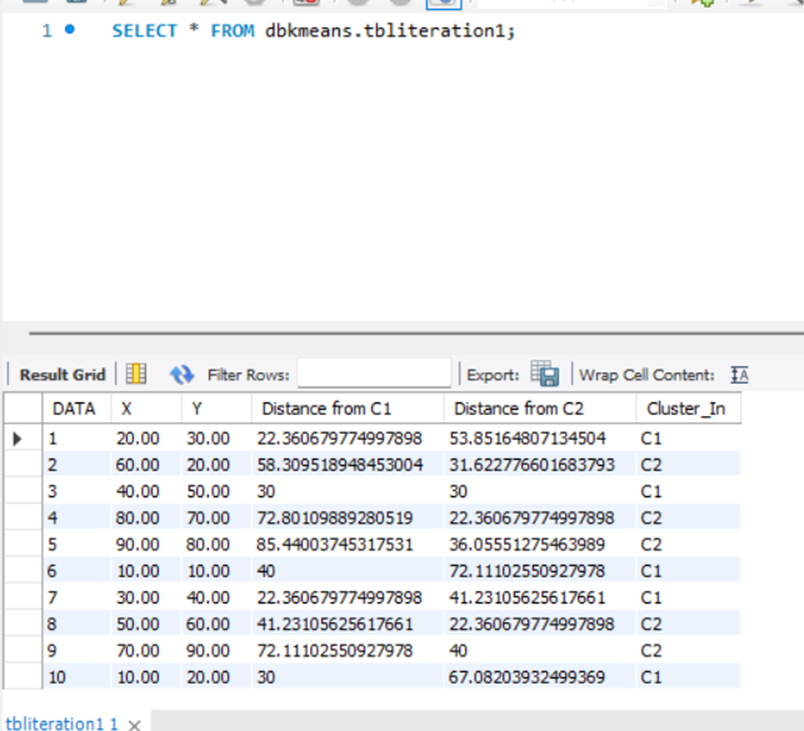 1 SELECT * FROM dbkmeans.tbliteration1;
Result Grid Filter Rows: Export: Wrap Cell Content:
DATA X Y Distance from C1 Distance from C2 Cluster_In
1 20.00 30.00 22.360679774997898 53.85164807134504 C1
2 60.00 20.00 58.309518948453004 31.622776601683793 C2
3 40.00 50.00 30 30 C1
4 80.00 70.00 72.80109889280519 22.360679774997898 C2
5 90.00 80.00 85.44003745317531 36.05551275463989 C2
6 10.00 10.00 40 72.11102550927978 C1
7 30.00 40.00 22.360679774997898 41.23105625617661 C1
8 50.00 60.00 41.23105625617661 22.360679774997898 C2
9 70.00 90.00 72.11102550927978 40 C2
10 10.00 20.00 30 67.08203932499369 C1
tbliteration1 1